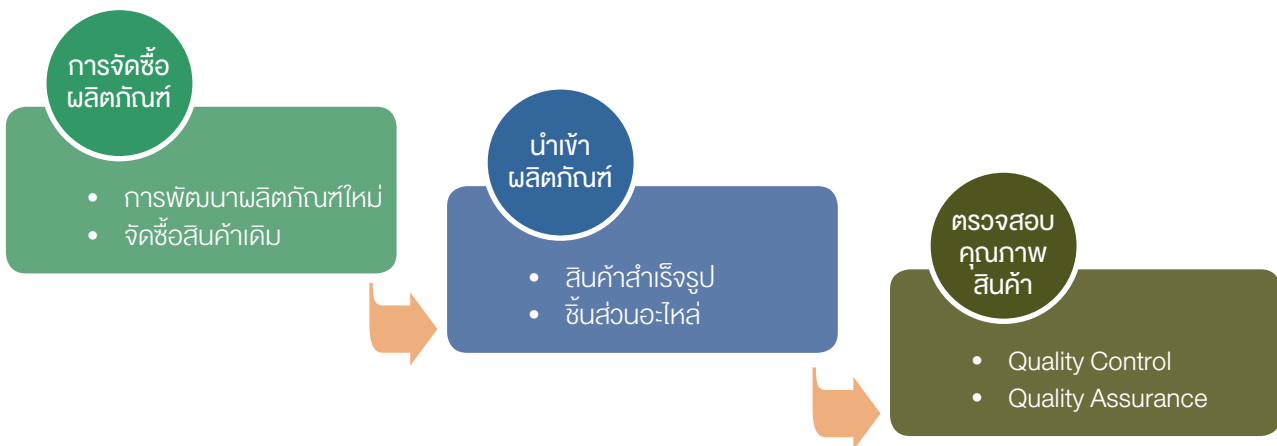 การจัดซื้อ
ผลิตภัณฑ์
• การพัฒนาผลิตภัณฑ์ใหม่
• จัดซื้อสินค้าเดิม
นำเข้า
ผลิตภัณฑ์
• สินค้าสำเร็จรูป
• ชิ้นส่วนอะไหล่
ตรวจสอบ
คุณภาพ
สินค้า
• Quality Control
• Quality Assurance